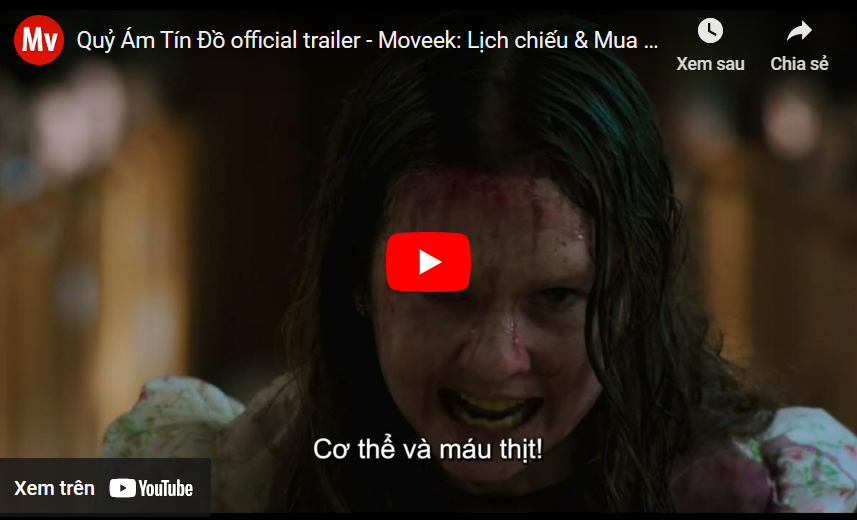 Mv
Quỷ Ám Tín Đồ official trailer - Moveek: Lịch chiếu & Mua ...
Xem sau
Chia sẻ
Cơ thể và máu thịt!
Xem trên YouTube